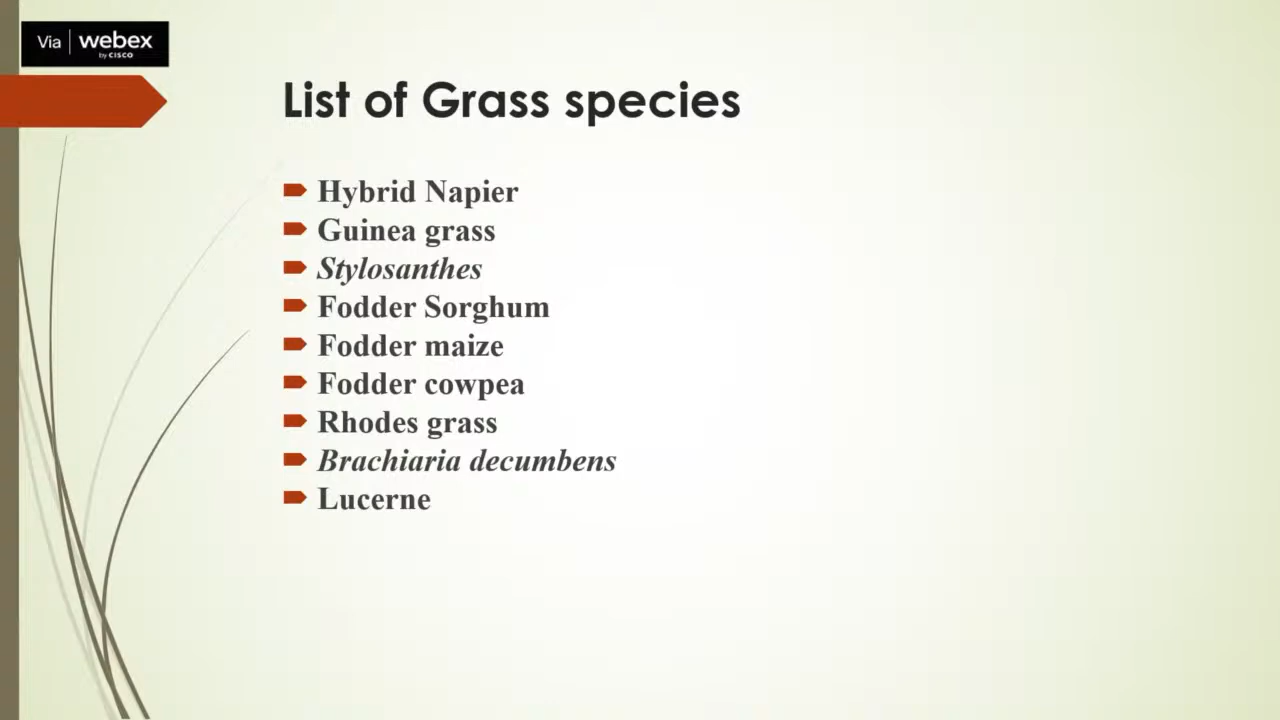 Via webex
by CISCO
List of Grass species
Hybrid Napier
Guinea grass
Stylosanthes
Fodder Sorghum
Fodder maize
Fodder cowpea
Rhodes grass
Brachiaria decumbens
Lucerne